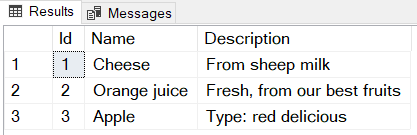 Results Messages
Id Name Description
1 1 Cheese From sheep milk
2 2 Orange juice Fresh, from our best fruits
3 3 Apple Type: red delicious